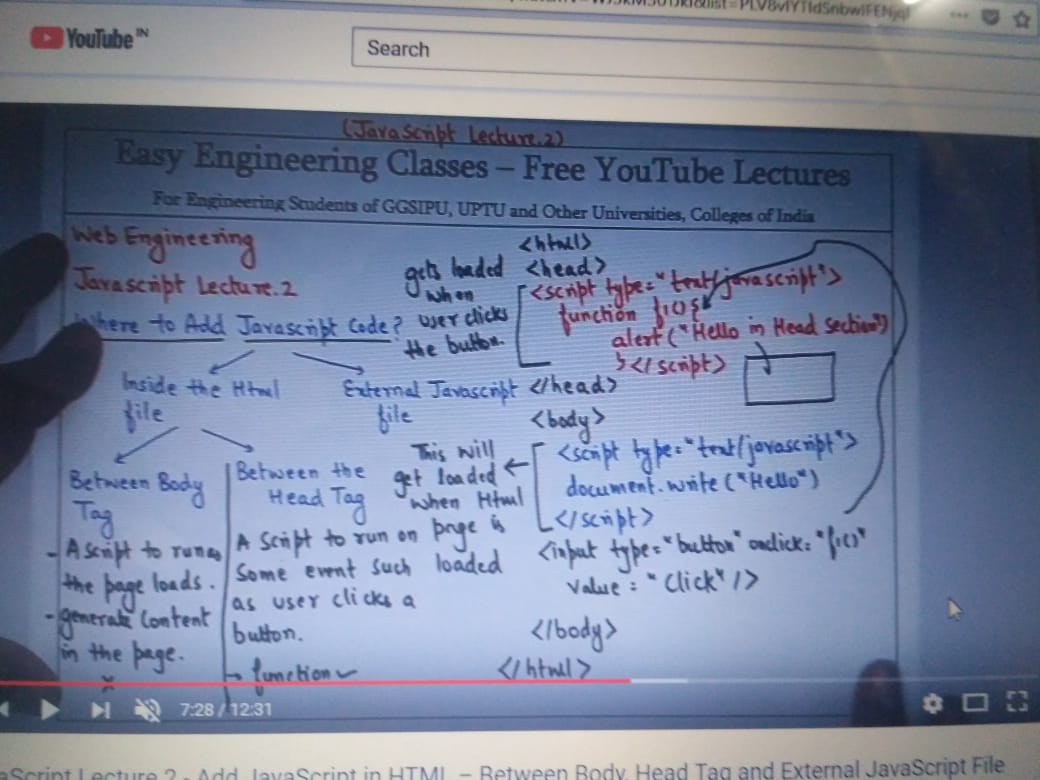 YouTube IN
Search
(JavaScript Lecture.2)
Easy Engineering Classes – Free YouTube Lectures
For Engineering Students of GGSIPU, UPTU and Other Universities, Colleges of India
Web Engineering
Javascript Lecture.2
Where to Add Javascript Code?
Inside the Html
file
External Javascript
file
Between Body
Tag
- A script to run as
the page loads.
- generate Content
in the page.
Between the
Head Tag
A Script to run on
Some event such
as user clicks a
button.
→ function
gets loaded
when
user clicks
the button.
<html>
<head>
<script type="text/javascript">
function f1(){
alert("Hello in Head Section")
}</script>
</head>
<body>
This will
get loaded
when Html
page is
loaded
<script type="text/javascript">
document.write("Hello")
</script>
<input type="button" onclick="f1()"
value="Click"/>
</body>
</html>
7:28 / 12:31
aScript Lecture 2 - Add JavaScript in HTML – Between Body, Head Tag and External JavaScript File